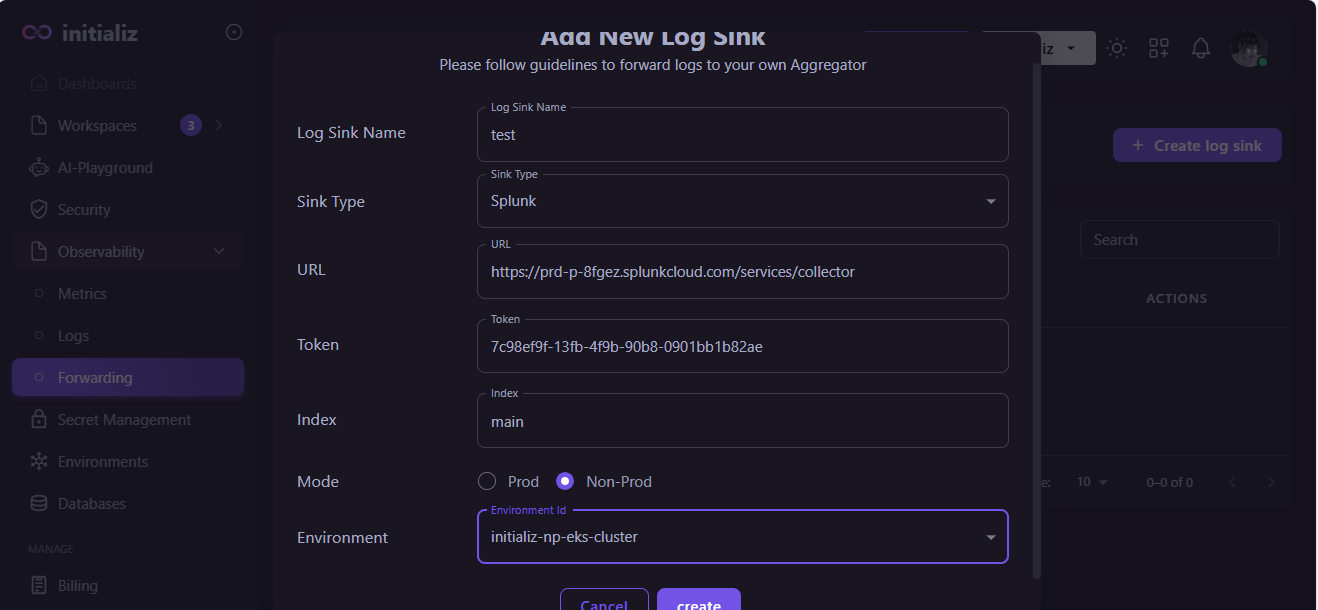 initializ
Dashboards
Workspaces 3
AI-Playground
Security
Observability
Metrics
Logs
Forwarding
Secret Management
Environments
Databases
MANAGE
Billing
Add New Log Sink
Please follow guidelines to forward logs to your own Aggregator
Log Sink Name
Log Sink Name
test
Sink Type
Sink Type
Splunk
URL
URL
https://prd-p-8fgez.splunkcloud.com/services/collector
Token
Token
7c98ef9f-13fb-4f9b-90b8-0901bb1b82ae
Index
Index
main
Mode
Prod
Non-Prod
Environment
Environment Id
initializ-np-eks-cluster
Cancel
create
iz
+ Create log sink
Search
ACTIONS
e:
10
0–0 of 0